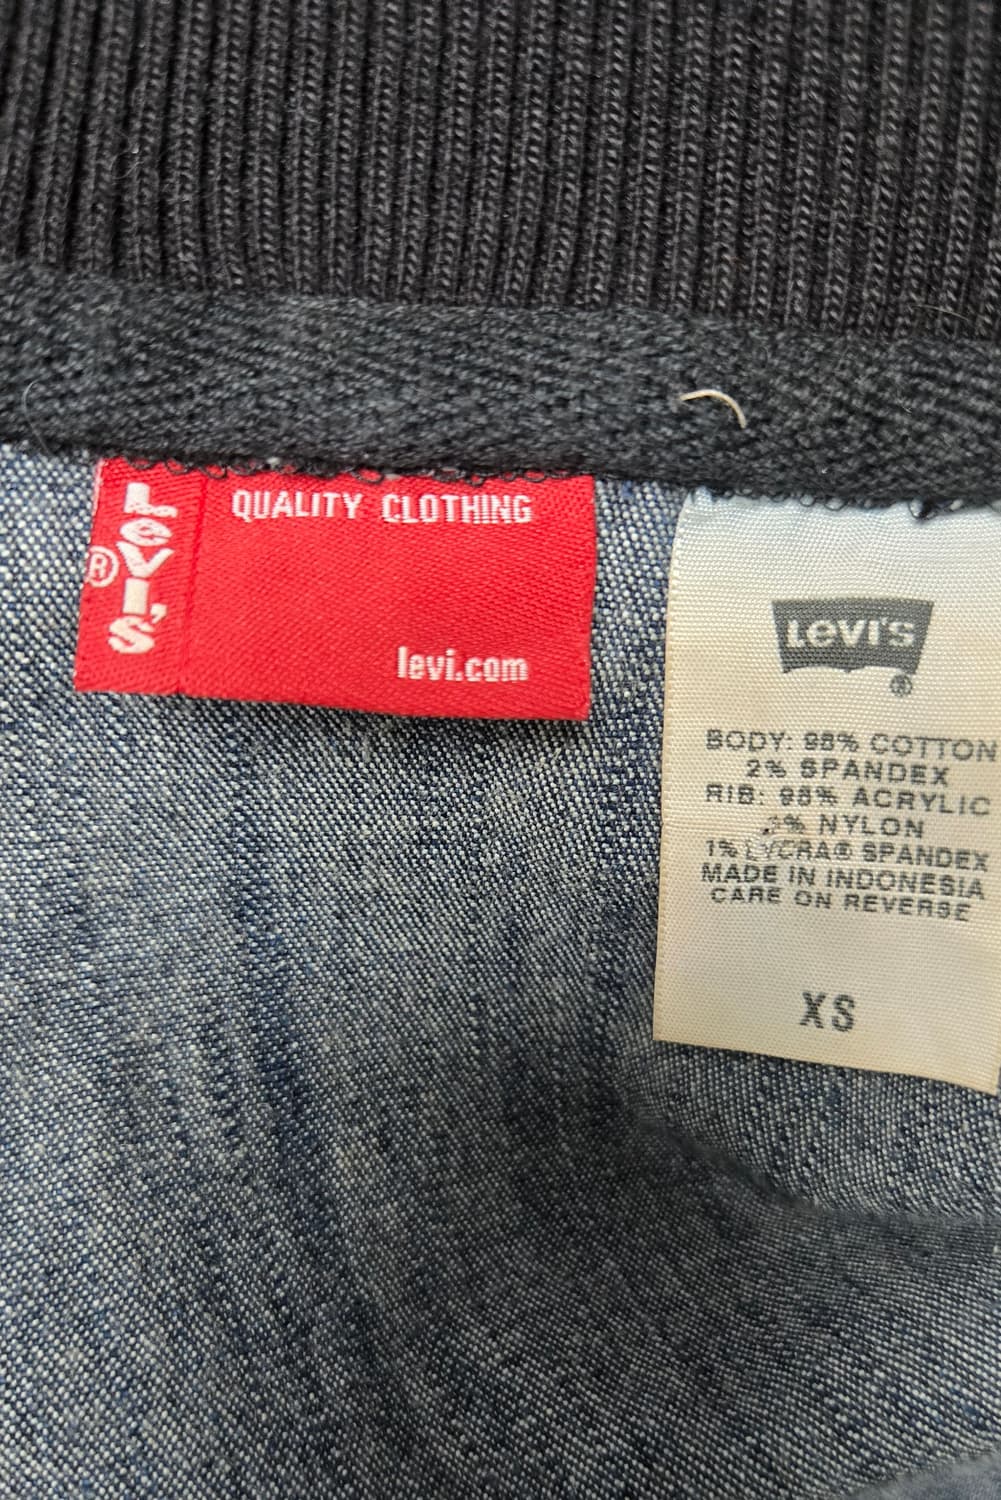 LEVI'S
®
QUALITY CLOTHING
levi.com
LEVI'S
®
BODY: 98% COTTON
2% SPANDEX
RIB: 98% ACRYLIC
% NYLON
1% LYCRA® SPANDEX
MADE IN INDONESIA
CARE ON REVERSE
XS